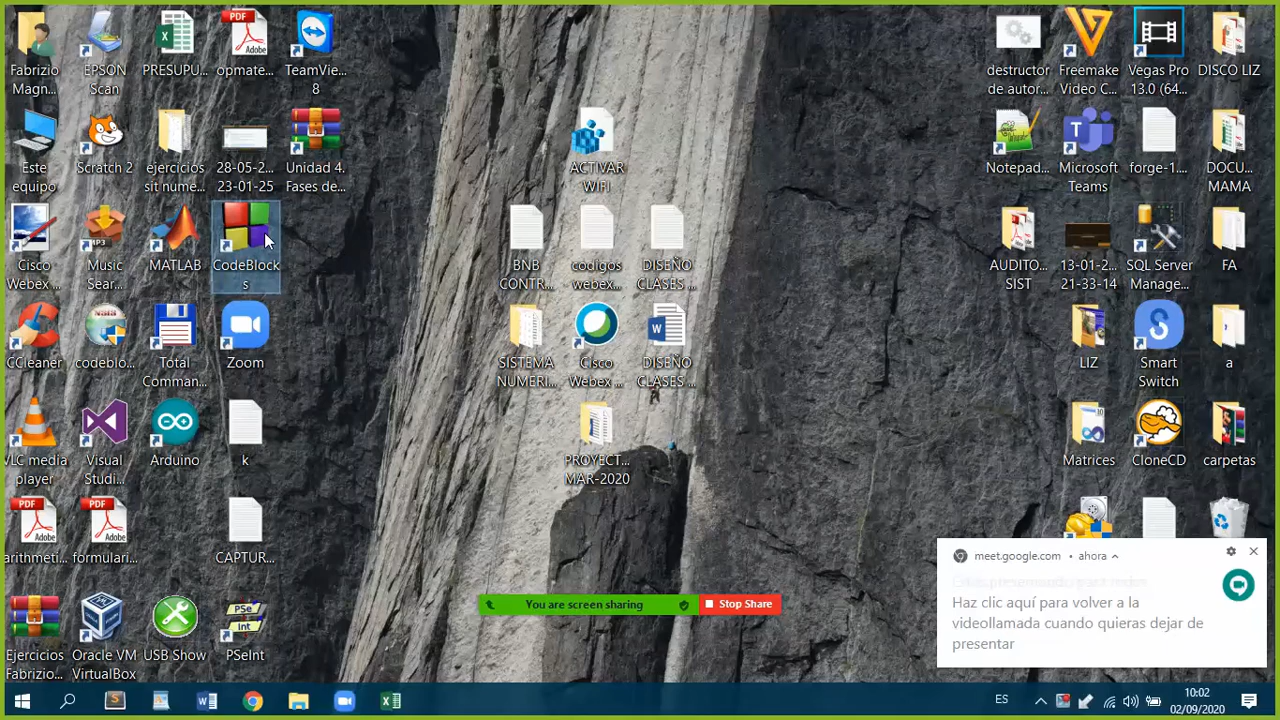 Fabrizio
Magn...
EPSON
Scan
PRESUPU...
opmate...
TeamVie...
8
Este
equipo
Scratch 2
ejercicios
sit nume...
28-05-2...
23-01-25
Unidad 4.
Fases de...
Cisco
Webex ...
Music
Sear...
MATLAB
CodeBlock
s
CCleaner
codeblo...
Total
Comman...
Zoom
VLC media
player
Visual
Studi...
Arduino
k
arithmeti...
formulari...
CAPTUR...
Ejercicios
Fabrizio...
Oracle VM
VirtualBox
USB Show
PSeInt
ACTIVAR
WIFI
BNB
CONTR...
codigos
webex...
DISEÑO
CLASES ...
SISTEMA
NUMERI...
Cisco
Webex ...
DISEÑO
CLASES ...
PROYECT...
MAR-2020
destructor
de autor...
Freemake
Video C...
Vegas Pro
13.0 (64...
DISCO LIZ
Notepad...
Microsoft
Teams
forge-1....
DOCU...
MAMA
AUDITO...
SIST
13-01-2...
21-33-14
SQL Server
Manage...
FA
LIZ
Smart
Switch
a
Matrices
CloneCD
carpetas
meet.google.com • ahora
Haz clic aquí para volver a la
videollamada cuando quieras dejar de
presentar
You are screen sharing
Stop Share
ES
10:02
02/09/2020